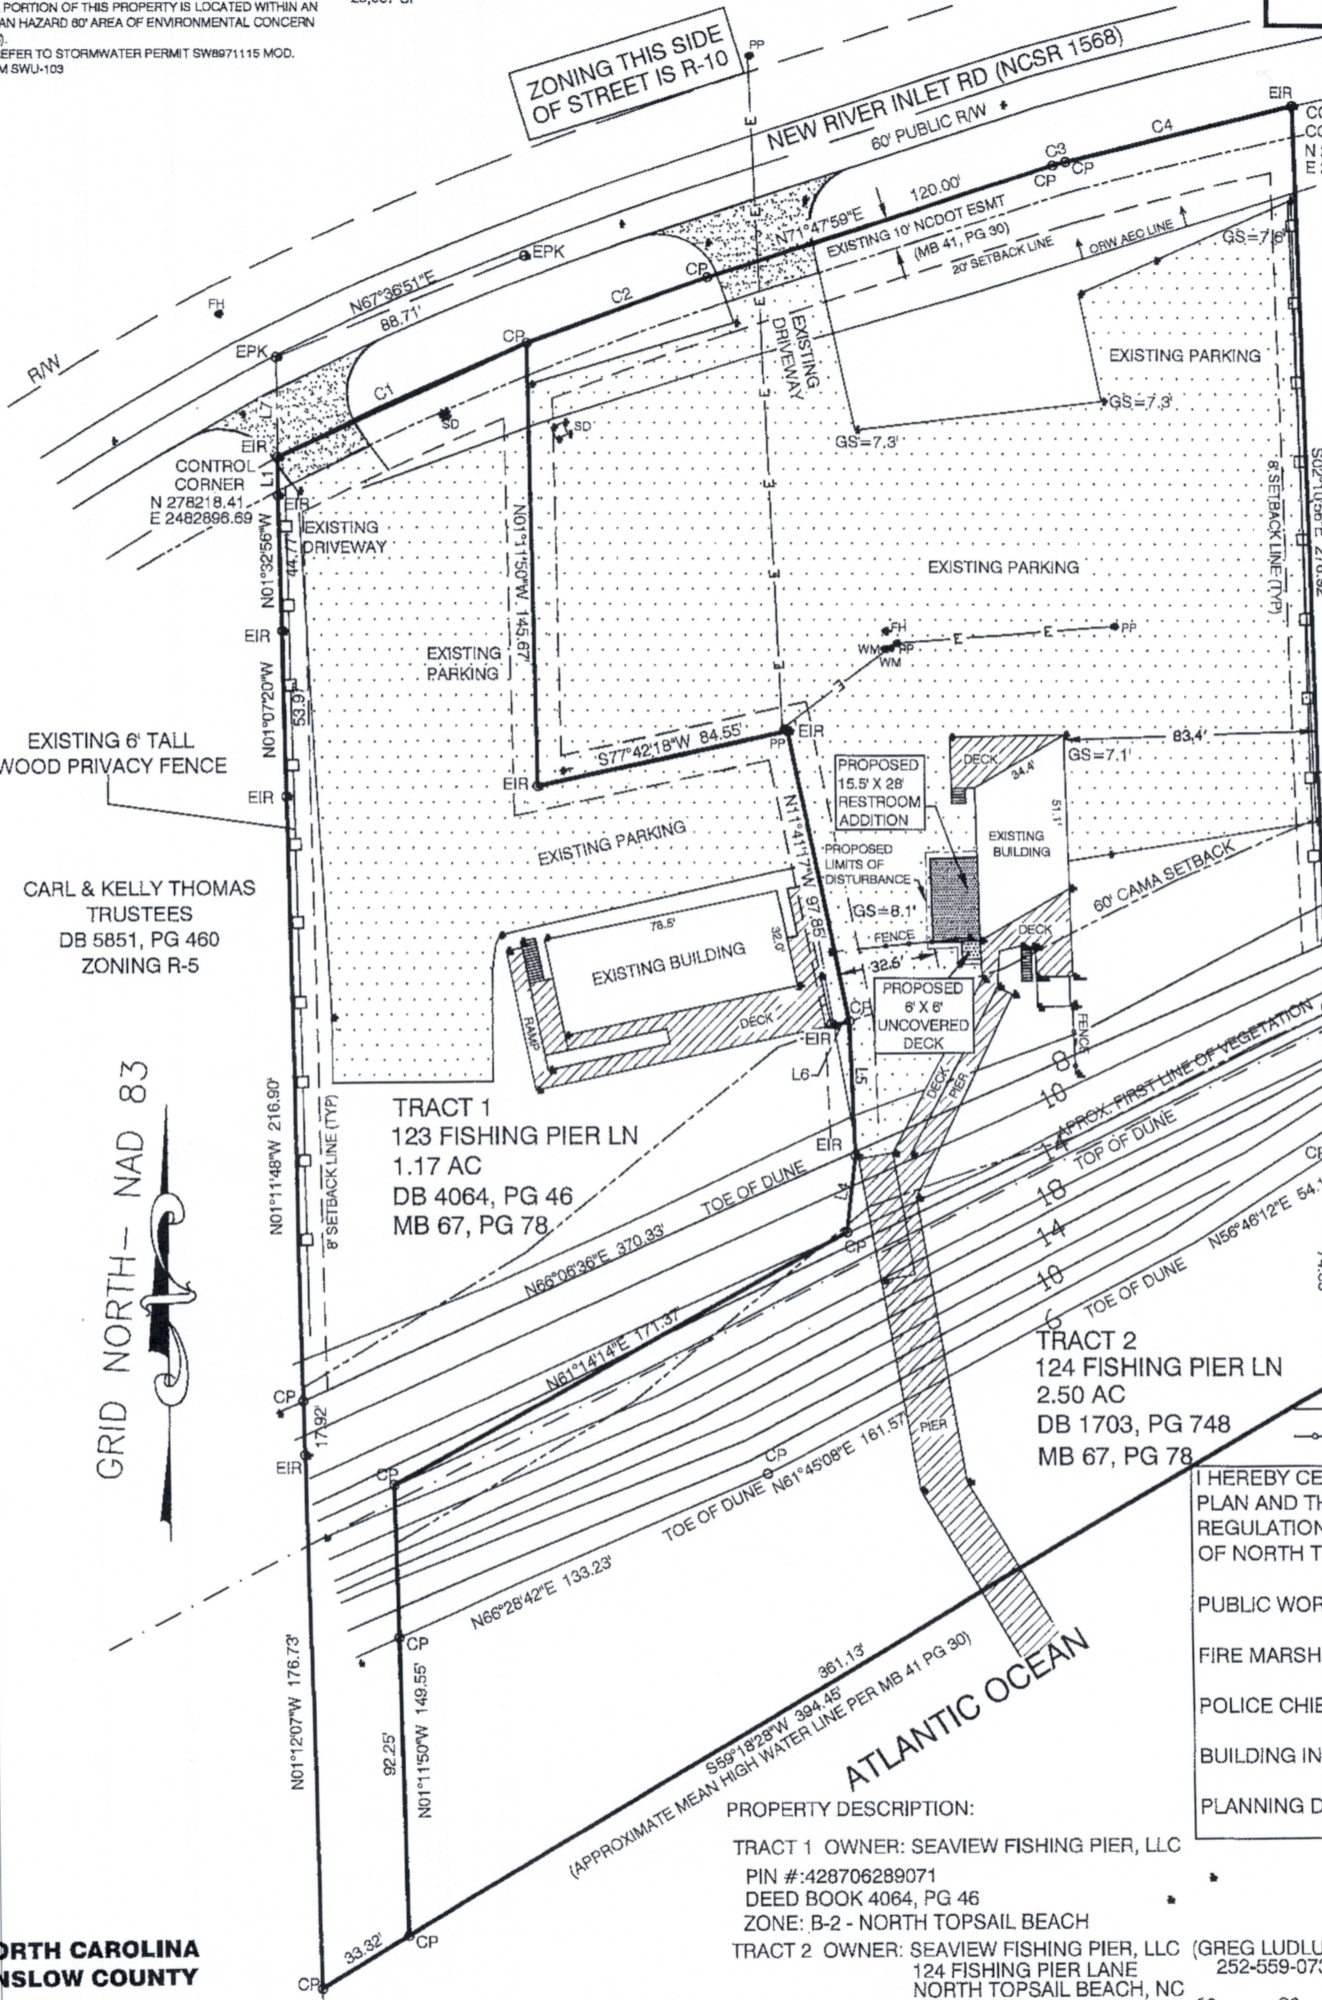 PORTION OF THIS PROPERTY IS LOCATED WITHIN AN
AN HAZARD 60' AREA OF ENVIRONMENTAL CONCERN
EFER TO STORMWATER PERMIT SW8971115 MOD.
M SWU-103
ZONING THIS SIDE
OF STREET IS R-10
PP
NEW RIVER INLET RD (NCSR 1568)
60' PUBLIC R/W
EIR
C4
C3
CP
CP
120.00'
N71°47'59"E
EXISTING 10' NCDOT ESMT
(MB 41, PG 30)
20' SETBACK LINE
ORW AEC LINE
GS=7.6'
E
E
EPK
CP
C2
N67°36'51"E
88.71'
FH
R/W
EPK
CP
C1
L7
SD
SD
EXISTING
DRIVEWAY
EXISTING PARKING
GS=7.3'
GS=7.3'
EIR
CONTROL
CORNER
N 278218.41
E 2482896.69
L1
EIR
EXISTING
DRIVEWAY
N01°32'56"W
44.77'
N01°11'50"W 145.67'
8' SETBACK LINE (TYP)
EXISTING PARKING
E
E
EIR
EXISTING
PARKING
FH
WM
PP
WM
E
E
PP
E
E
N01°07'20"W
53.97'
EXISTING 6' TALL
WOOD PRIVACY FENCE
S77°42'18"W 84.55'
PP
EIR
EIR
EIR
83.4'
DECK
34.4'
GS=7.1'
PROPOSED
15.5' X 28'
RESTROOM
ADDITION
51.1'
EXISTING
BUILDING
N11°41'17"W 97.85'
EXISTING PARKING
PROPOSED
LIMITS OF
DISTURBANCE
60' CAMA SETBACK
CARL & KELLY THOMAS
TRUSTEES
DB 5851, PG 460
ZONING R-5
GS=8.1'
78.5'
32.0'
EXISTING BUILDING
FENCE
DECK
32.6'
PROPOSED
6' X 6'
UNCOVERED
DECK
RAMP
DECK
CP
EIR
L6
L5
FENCE
DECK
PIER
8
10
APROX. FIRST LINE OF VEGETATION
14
TOP OF DUNE
18
14
10
6
TOE OF DUNE
N56°46'12"E 54.1
GRID NORTH- NAD 83
N01°11'48"W 216.90'
8' SETBACK LINE (TYP)
TRACT 1
123 FISHING PIER LN
1.17 AC
DB 4064, PG 46
MB 67, PG 78
EIR
L4
CP
TOE OF DUNE
N66°06'36"E 370.33'
N61°14'14"E 171.37'
CP
17.92'
EIR
CP
TRACT 2
124 FISHING PIER LN
2.50 AC
DB 1703, PG 748
MB 67, PG 78
PIER
CP
N61°45'08"E 161.57'
TOE OF DUNE
N66°28'42"E 133.23'
CP
I HEREBY CE
PLAN AND TH
REGULATION
OF NORTH T
PUBLIC WOR
FIRE MARSH
POLICE CHIE
BUILDING IN
PLANNING D
N01°12'07"W 176.73'
92.25'
N01°11'50"W 149.55'
361.13'
S59°18'28"W 394.45'
(APPROXIMATE MEAN HIGH WATER LINE PER MB 41 PG 30)
ATLANTIC OCEAN
33.32'
CP
CP
PROPERTY DESCRIPTION:
TRACT 1 OWNER: SEAVIEW FISHING PIER, LLC
PIN #:428706289071
DEED BOOK 4064, PG 46
ZONE: B-2 - NORTH TOPSAIL BEACH
TRACT 2 OWNER: SEAVIEW FISHING PIER, LLC (GREG LUDLU
124 FISHING PIER LANE 252-559-073
NORTH TOPSAIL BEACH, NC
ORTH CAROLINA
NSLOW COUNTY